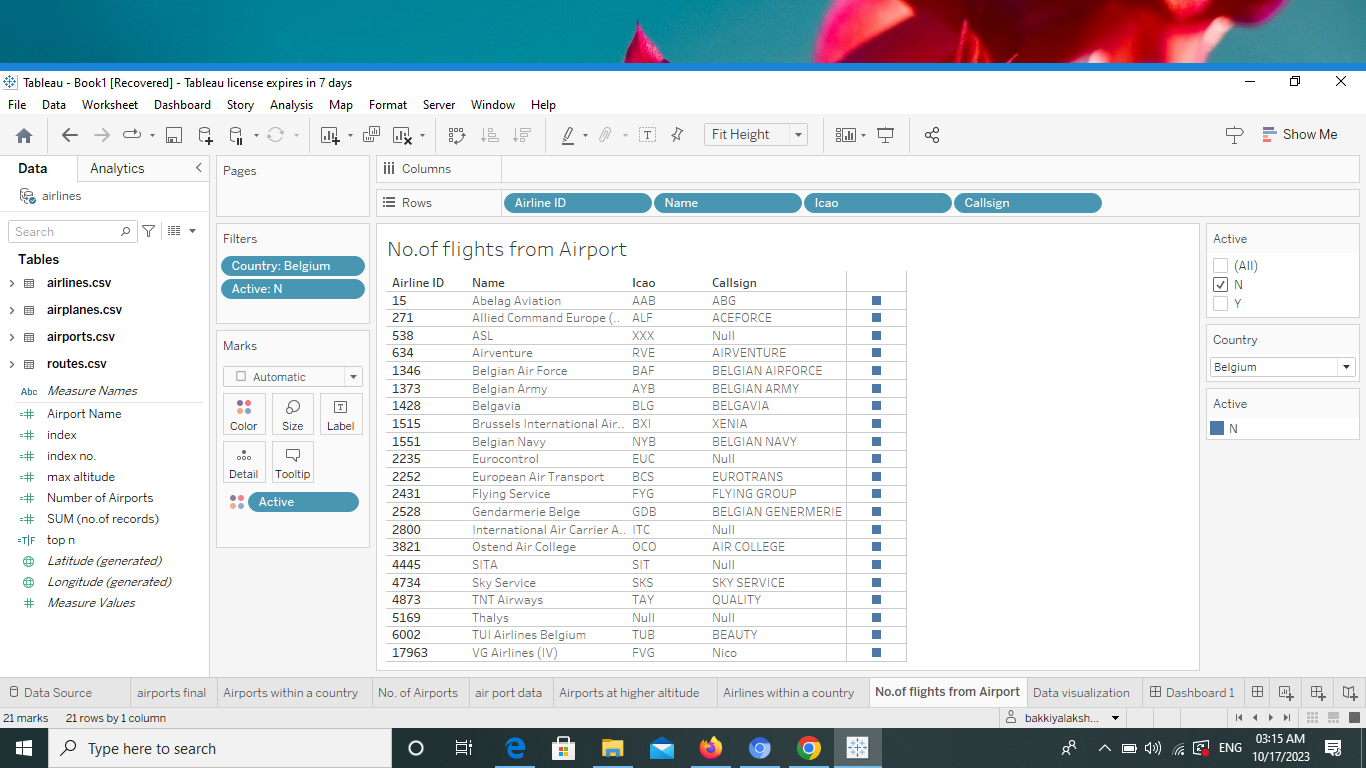 Tableau - Book1 [Recovered] - Tableau license expires in 7 days
File Data Worksheet Dashboard Story Analysis Map Format Server Window Help
Fit Height
Show Me
Data Analytics
airlines
Search
Tables
airlines.csv
airplanes.csv
airports.csv
routes.csv
Abc Measure Names
Airport Name
index
index no.
max altitude
Number of Airports
SUM (no.of records)
T|F top n
Latitude (generated)
Longitude (generated)
Measure Values
Pages
Filters
Country: Belgium
Active: N
Marks
Automatic
Color Size Label
Detail Tooltip
Active
Columns
Rows Airline ID Name Icao Callsign
No.of flights from Airport
Airline ID Name Icao Callsign
15 Abelag Aviation AAB ABG
271 Allied Command Europe (.. ALF ACEFORCE
538 ASL XXX Null
634 Airventure RVE AIRVENTURE
1346 Belgian Air Force BAF BELGIAN AIRFORCE
1373 Belgian Army AYB BELGIAN ARMY
1428 Belgavia BLG BELGAVIA
1515 Brussels International Air.. BXI XENIA
1551 Belgian Navy NYB BELGIAN NAVY
2235 Eurocontrol EUC Null
2252 European Air Transport BCS EUROTRANS
2431 Flying Service FYG FLYING GROUP
2528 Gendarmerie Belge GDB BELGIAN GENERMERIE
2800 International Air Carrier A.. ITC Null
3821 Ostend Air College OCO AIR COLLEGE
4445 SITA SIT Null
4734 Sky Service SKS SKY SERVICE
4873 TNT Airways TAY QUALITY
5169 Thalys Null Null
6002 TUI Airlines Belgium TUB BEAUTY
17963 VG Airlines (IV) FVG Nico
Active
(All)
N
Y
Country
Belgium
Active
N
Data Source airports final Airports within a country No. of Airports air port data Airports at higher altitude Airlines within a country No.of flights from Airport Data visualization Dashboard 1
21 marks 21 rows by 1 column bakkiyalaksh...
Type here to search
ENG
03:15 AM
10/17/2023